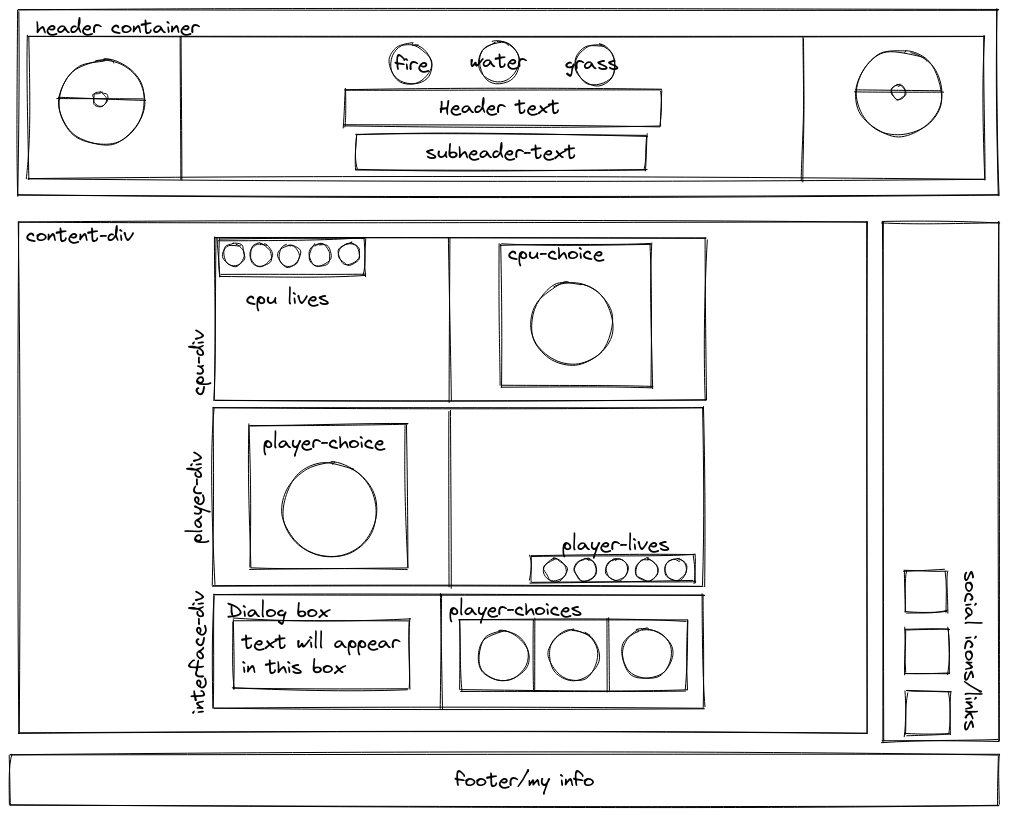 header container
fire
water
grass
Header text
subheader-text
content-div
cpu-div
cpu lives
cpu-choice
player-div
player-choice
player-lives
interface-div
Dialog box
text will appear
in this box
player-choices
social icons/links
footer/my info